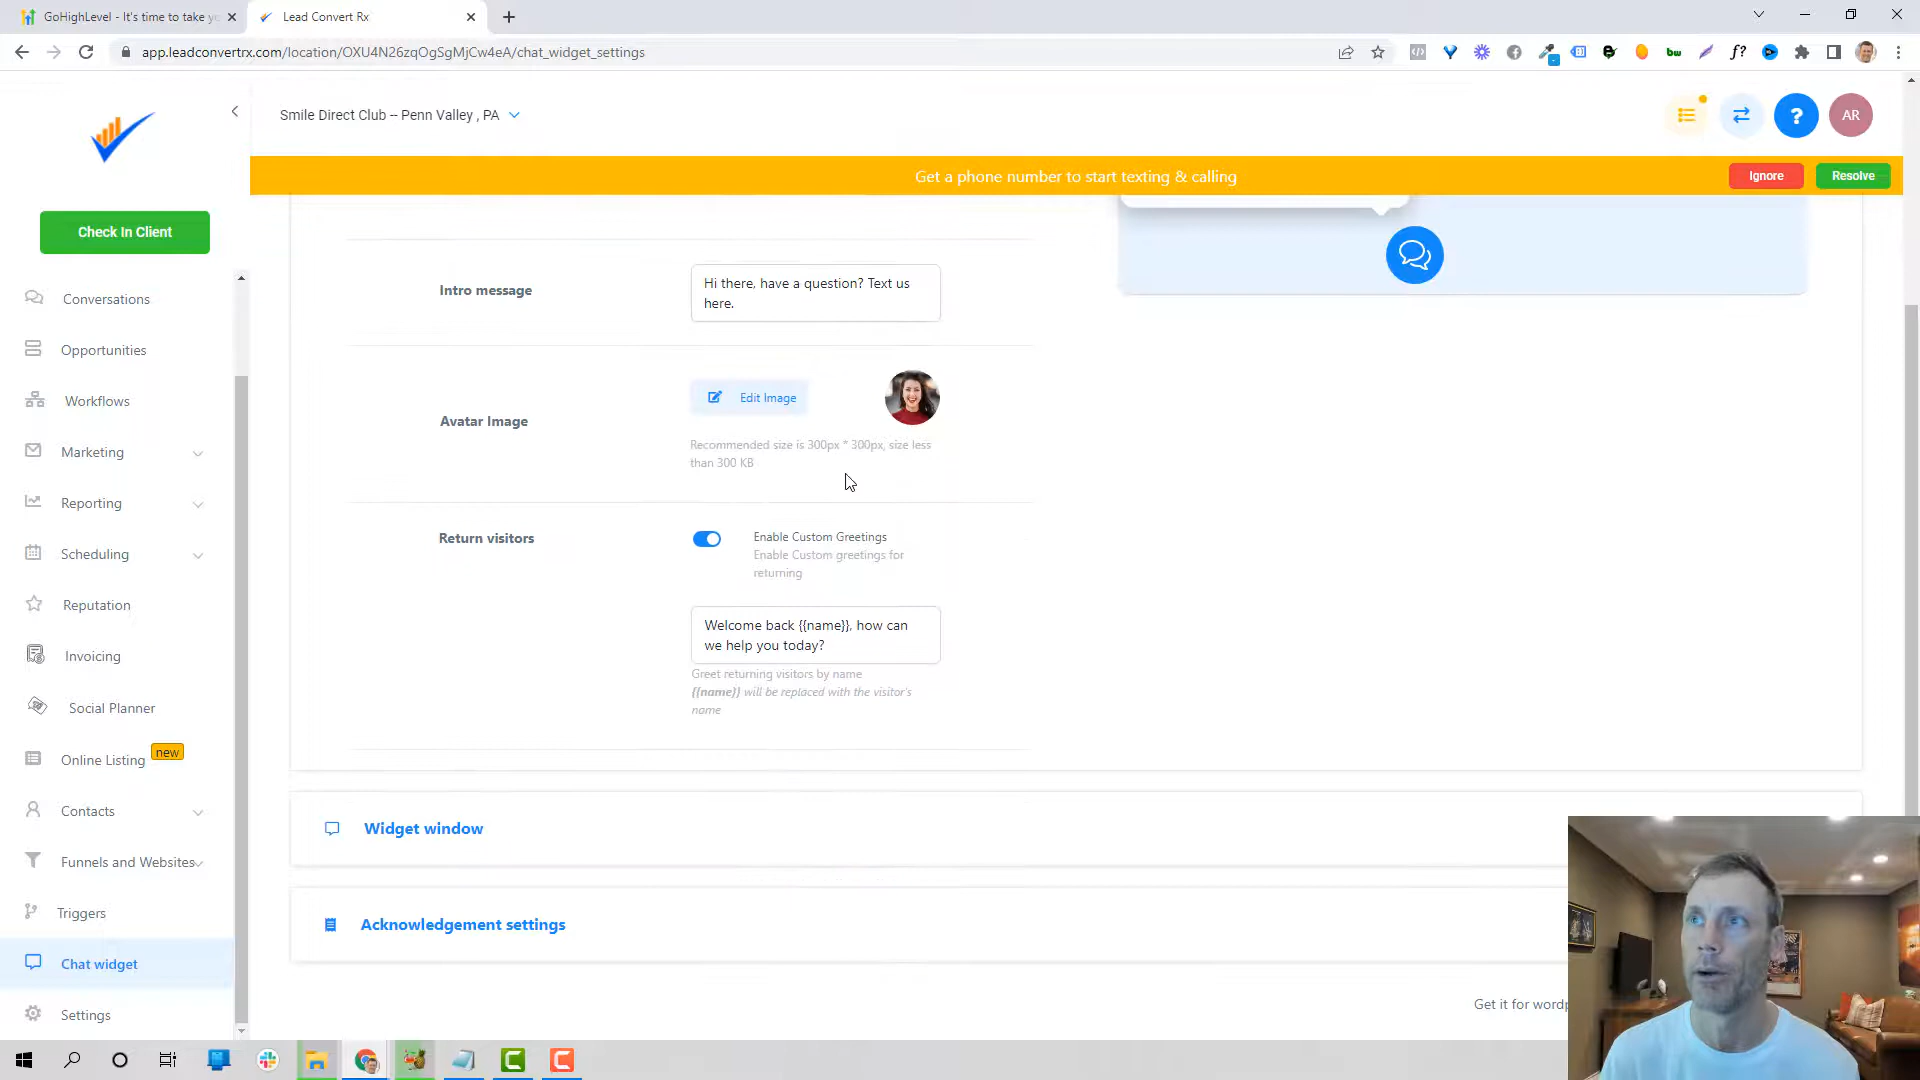 GoHighLevel - It's time to take yo
Lead Convert Rx
app.leadconvertrx.com/location/OXU4N26zqOgSgMjCw4eA/chat_widget_settings
bw
f?
Smile Direct Club -- Penn Valley , PA
?
AR
Get a phone number to start texting & calling
Ignore
Resolve
Check In Client
Conversations
Opportunities
Workflows
Marketing
Reporting
Scheduling
Reputation
Invoicing
Social Planner
Online Listing
new
Contacts
Funnels and Websites
Triggers
Chat widget
Settings
Intro message
Hi there, have a question? Text us
here.
Avatar Image
Edit Image
Recommended size is 300px * 300px, size less
than 300 KB
Return visitors
Enable Custom Greetings
Enable Custom greetings for
returning
Welcome back {{name}}, how can
we help you today?
Greet returning visitors by name
{{name}} will be replaced with the visitor's
name
Widget window
Acknowledgement settings
Get it for wordp